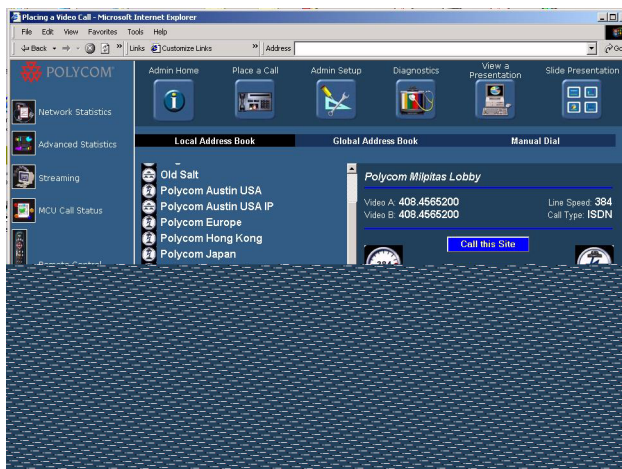 Placing a Video Call - Microsoft Internet Explorer
File Edit View Favorites Tools Help
Back Links Customize Links Address Go
POLYCOM
Admin Home Place a Call Admin Setup Diagnostics View a Presentation Slide Presentation
Network Statistics
Advanced Statistics
Streaming
MCU Call Status
Remote Control
Local Address Book Global Address Book Manual Dial
Old Salt
Polycom Austin USA
Polycom Austin USA IP
Polycom Europe
Polycom Hong Kong
Polycom Japan
Polycom Milpitas Lobby
Video A: 408.4565200 Line Speed: 384
Video B: 408.4565200 Call Type: ISDN
Call this Site
384